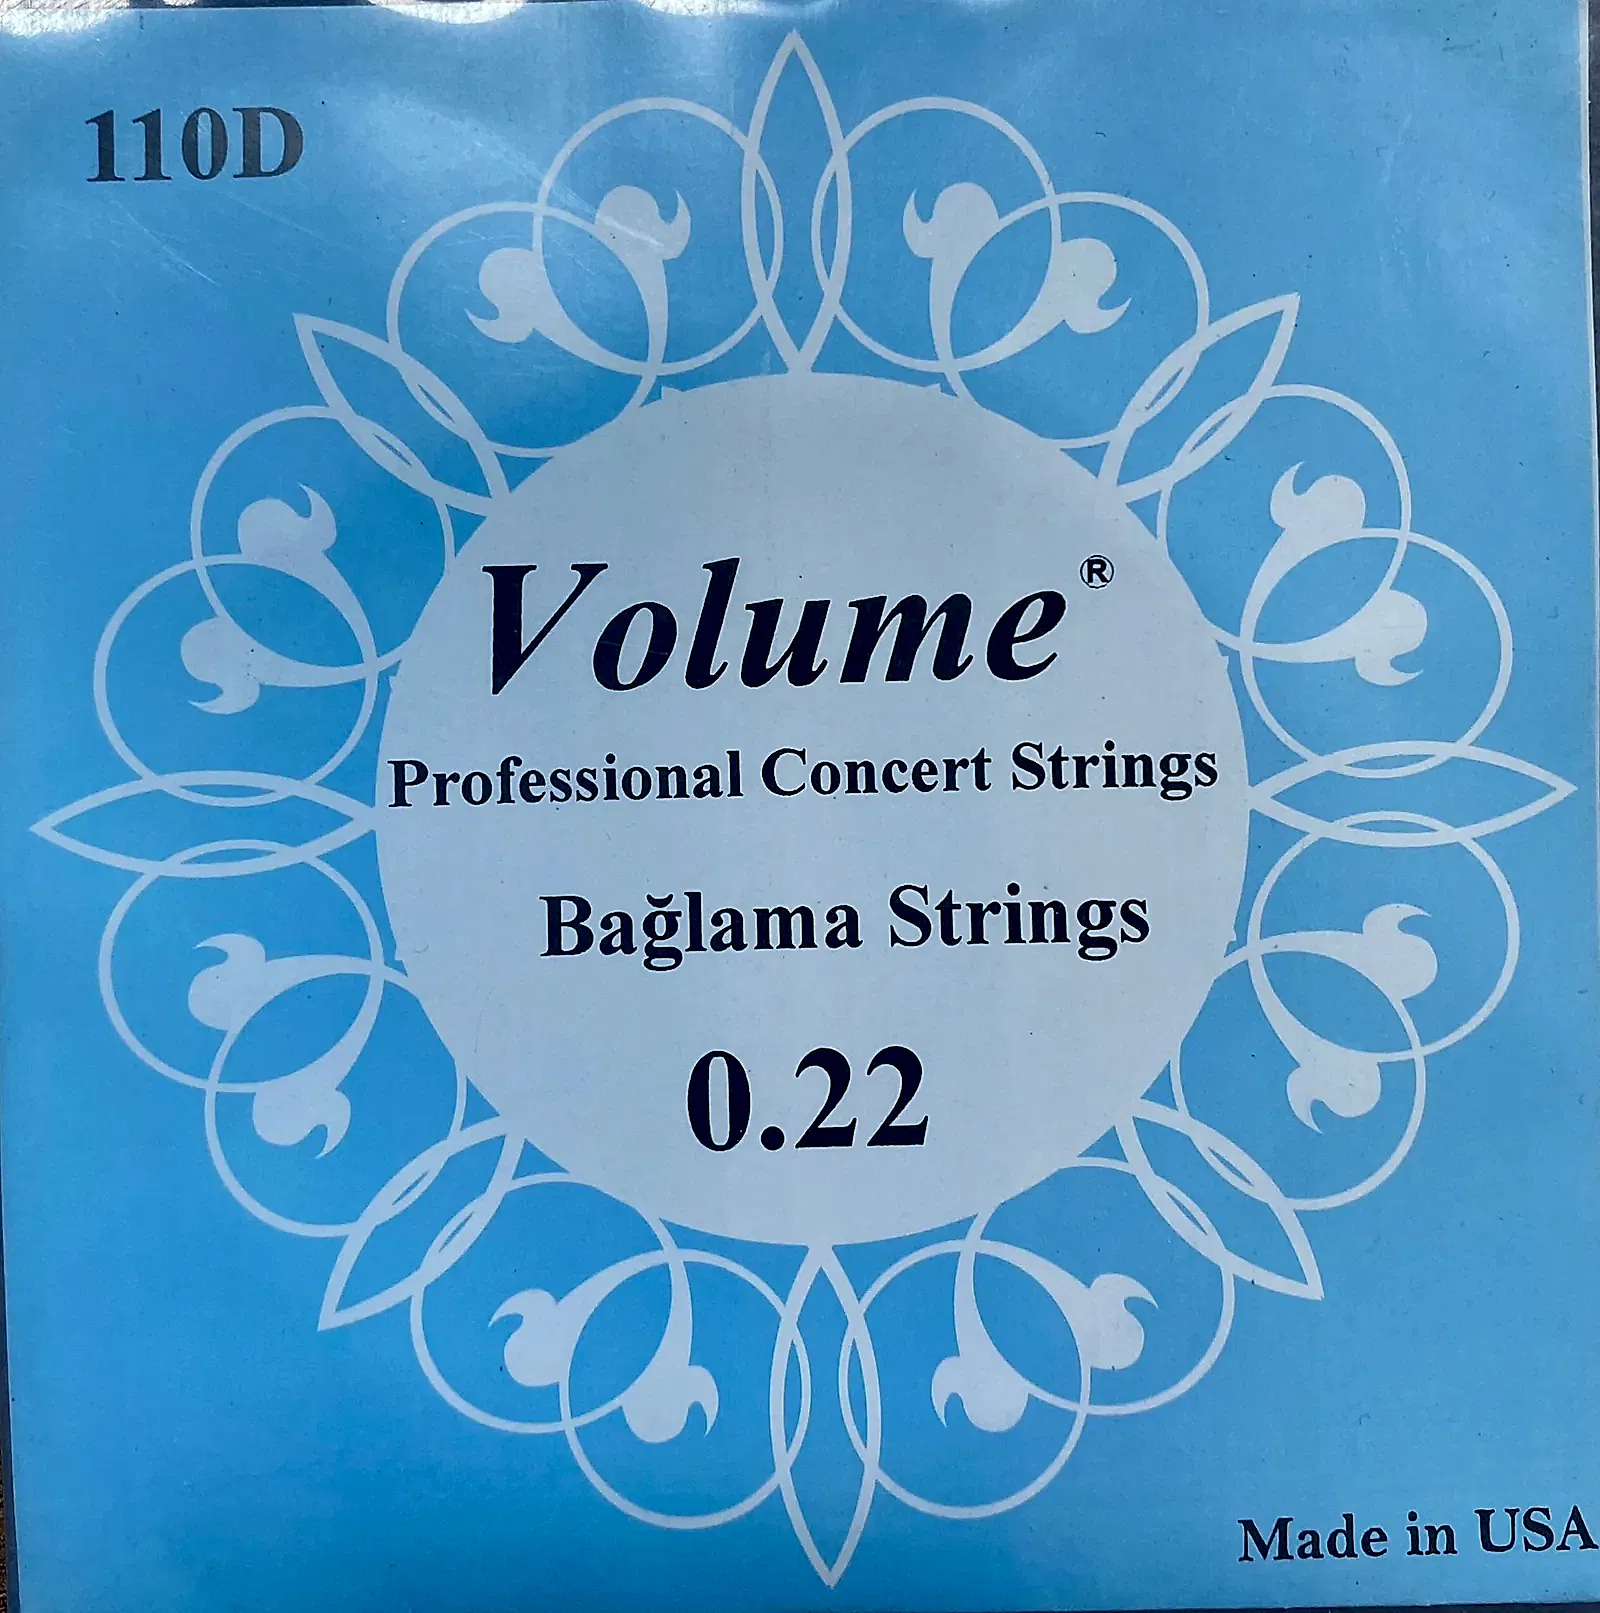 110D
Volume®
Professional Concert Strings
Bağlama Strings
0.22
Made in USA